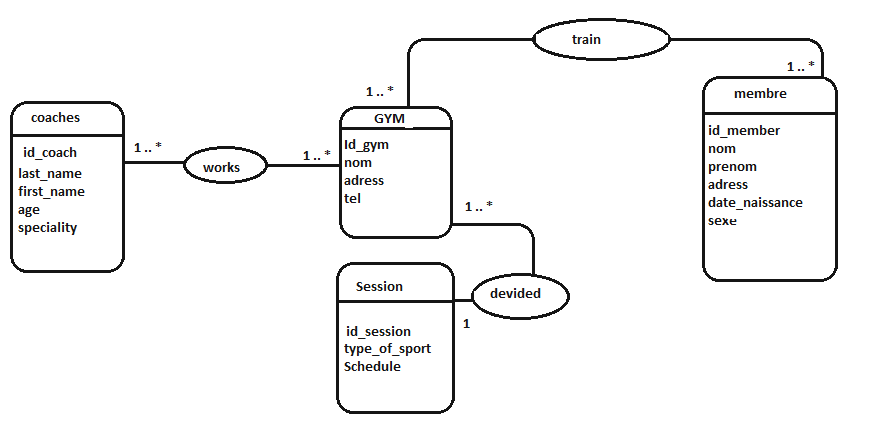 train
1 .. *
1 .. *
membre
id_member
nom
prenom
adress
date_naissance
sexe
coaches
id_coach
last_name
first_name
age
speciality
1 .. *
works
1 .. *
GYM
Id_gym
nom
adress
tel
1 .. *
devided
1
Session
id_session
type_of_sport
Schedule